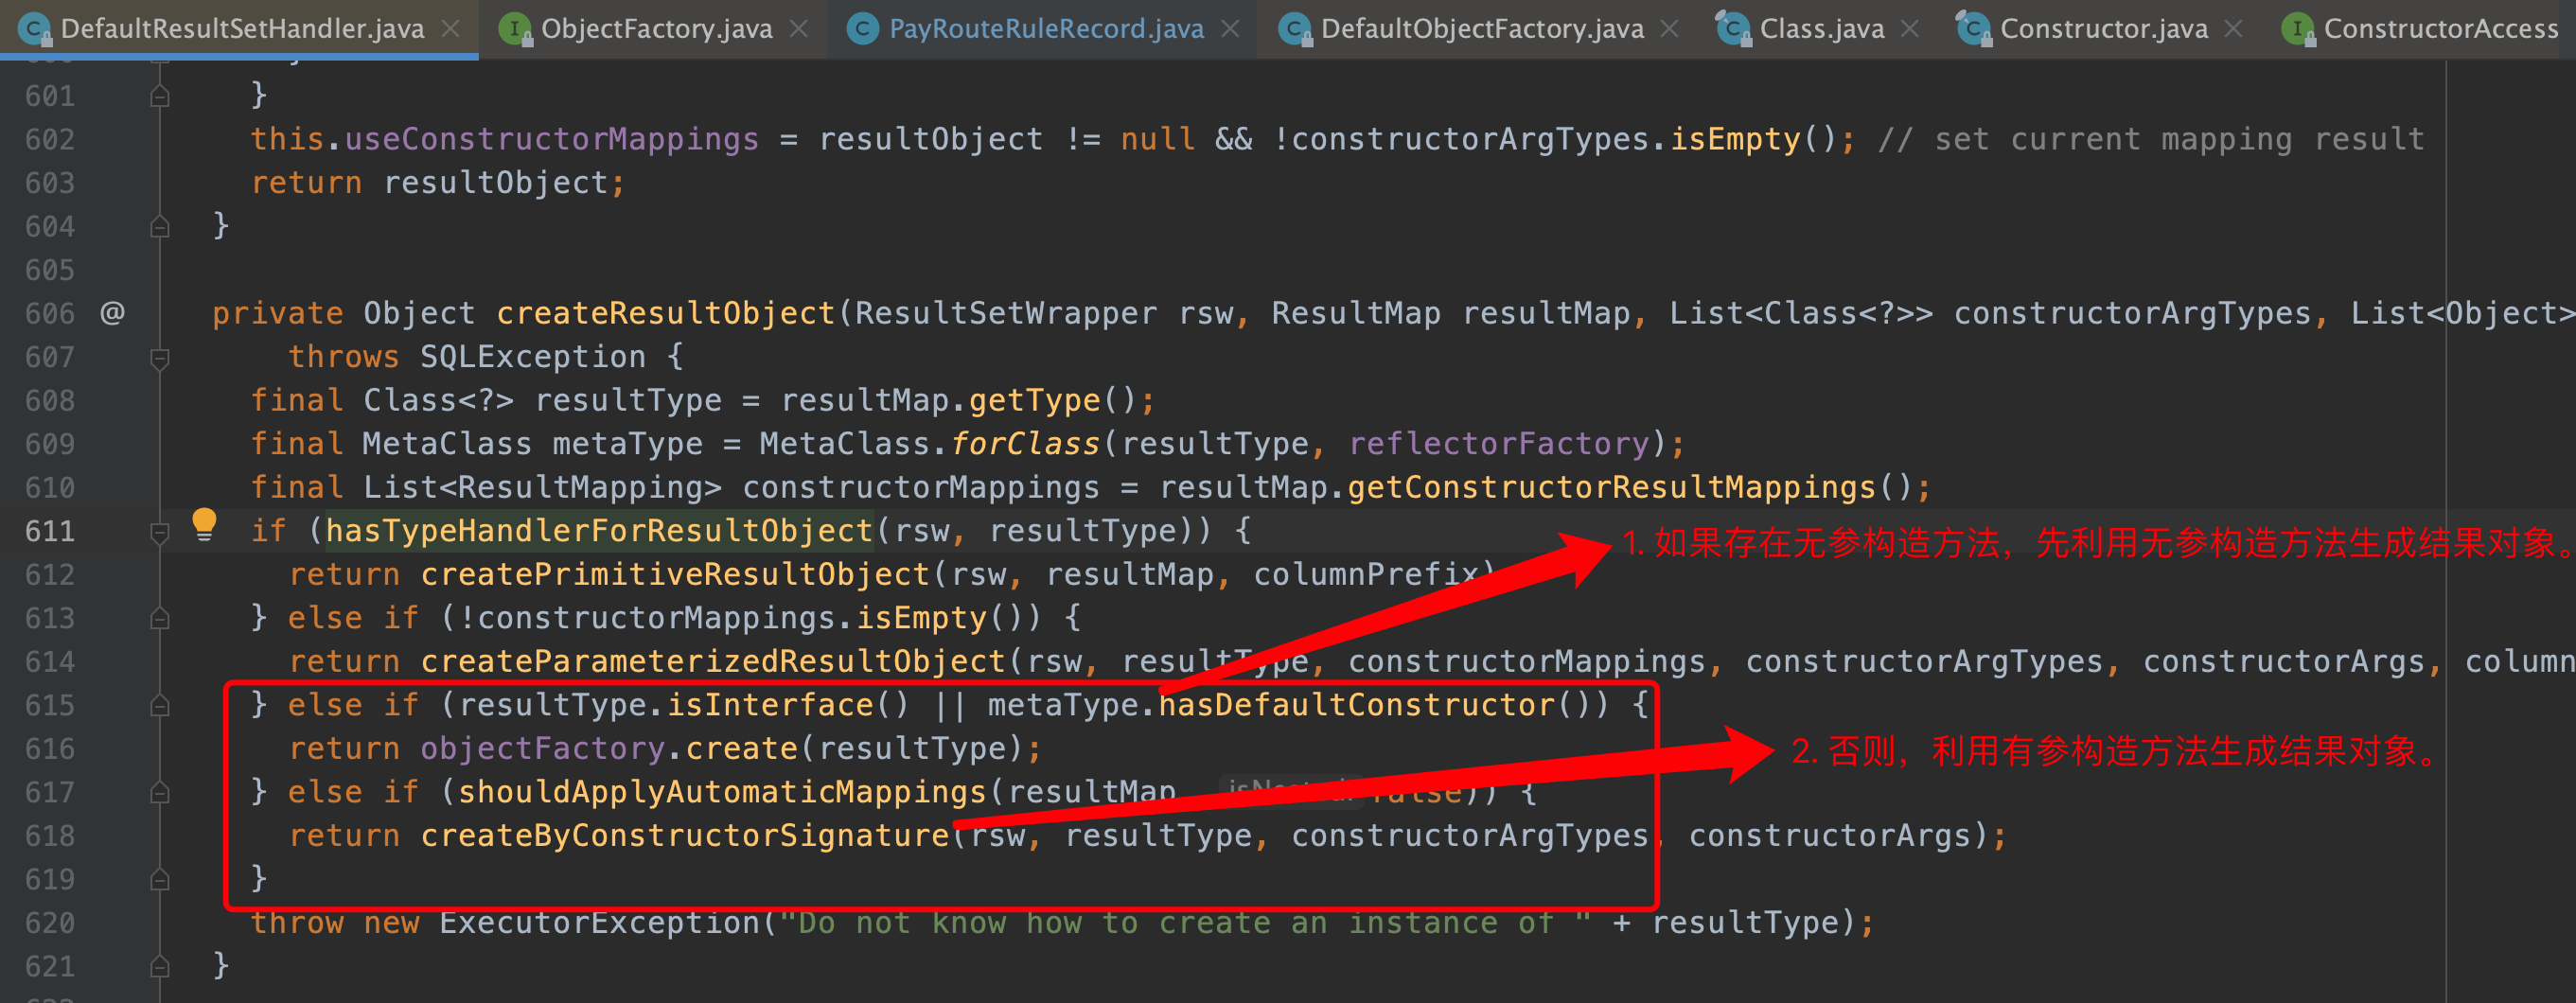 DefaultResultSetHandler.java ObjectFactory.java PayRouteRuleRecord.java DefaultObjectFactory.java Class.java Constructor.java ConstructorAccess
601 }
602 this.useConstructorMappings = resultObject != null && !constructorArgTypes.isEmpty(); // set current mapping result
603 return resultObject;
604 }
605
606 @ private Object createResultObject(ResultSetWrapper rsw, ResultMap resultMap, List<Class<?>> constructorArgTypes, List<Object>
607 throws SQLException {
608 final Class<?> resultType = resultMap.getType();
609 final MetaClass metaType = MetaClass.forClass(resultType, reflectorFactory);
610 final List<ResultMapping> constructorMappings = resultMap.getConstructorResultMappings();
611 if (hasTypeHandlerForResultObject(rsw, resultType)) {
1. 如果存在无参构造方法，先利用无参构造方法生成结果对象。
612 return createPrimitiveResultObject(rsw, resultMap, columnPrefix)
613 } else if (!constructorMappings.isEmpty()) {
614 return createParameterizedResultObject(rsw, resultType, constructorMappings, constructorArgTypes, constructorArgs, column
615 } else if (resultType.isInterface() || metaType.hasDefaultConstructor()) {
616 return objectFactory.create(resultType);
2. 否则，利用有参构造方法生成结果对象。
617 } else if (shouldApplyAutomaticMappings(resultMap isNested: false)) {
618 return createByConstructorSignature(rsw, resultType, constructorArgTypes, constructorArgs);
619 }
620 throw new ExecutorException("Do not know how to create an instance of " + resultType);
621 }